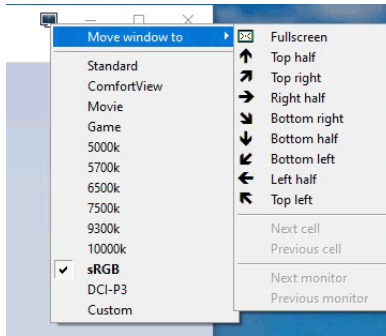 Move window to
Standard
ComfortView
Movie
Game
5000k
5700k
6500k
7500k
9300k
10000k
sRGB
DCI-P3
Custom
Fullscreen
Top half
Top right
Right half
Bottom right
Bottom half
Bottom left
Left half
Top left
Next cell
Previous cell
Next monitor
Previous monitor